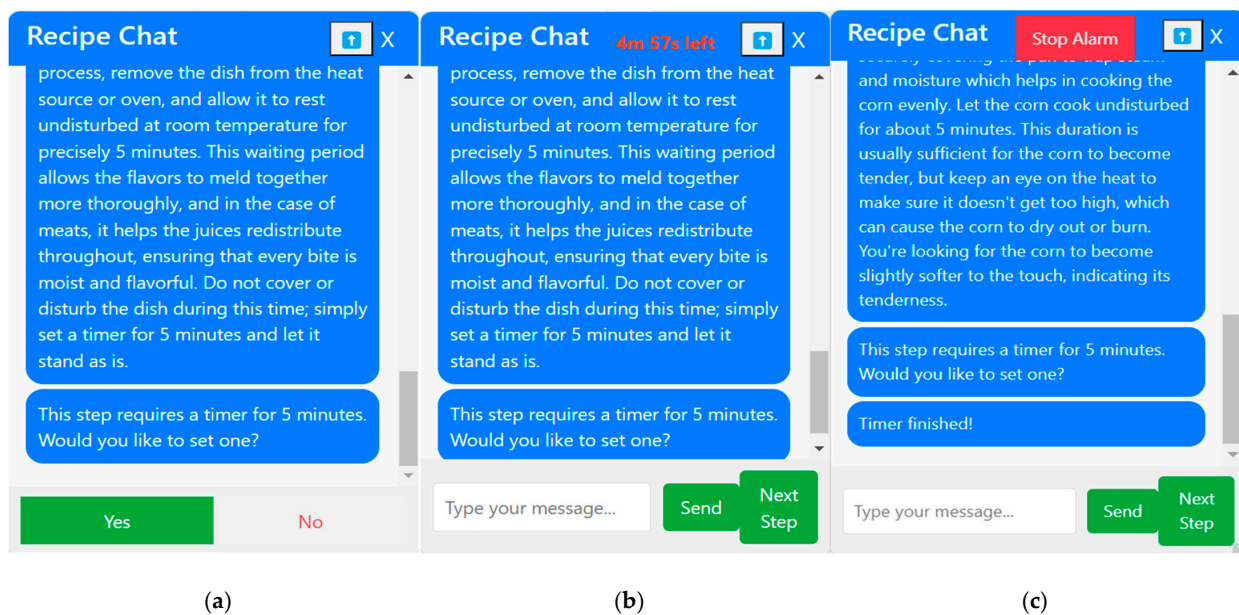 Recipe Chat
X
process, remove the dish from the heat
source or oven, and allow it to rest
undisturbed at room temperature for
precisely 5 minutes. This waiting period
allows the flavors to meld together
more thoroughly, and in the case of
meats, it helps the juices redistribute
throughout, ensuring that every bite is
moist and flavorful. Do not cover or
disturb the dish during this time; simply
set a timer for 5 minutes and let it
stand as is.
This step requires a timer for 5 minutes.
Would you like to set one?
Yes
No
(a)
Recipe Chat
4m 57s left
X
process, remove the dish from the heat
source or oven, and allow it to rest
undisturbed at room temperature for
precisely 5 minutes. This waiting period
allows the flavors to meld together
more thoroughly, and in the case of
meats, it helps the juices redistribute
throughout, ensuring that every bite is
moist and flavorful. Do not cover or
disturb the dish during this time; simply
set a timer for 5 minutes and let it
stand as is.
This step requires a timer for 5 minutes.
Would you like to set one?
Type your message...
Send
Next
Step
(b)
Recipe Chat
Stop Alarm
X
securely covering the pan to trap steam
and moisture which helps in cooking the
corn evenly. Let the corn cook undisturbed
for about 5 minutes. This duration is
usually sufficient for the corn to become
tender, but keep an eye on the heat to
make sure it doesn't get too high, which
can cause the corn to dry out or burn.
You're looking for the corn to become
slightly softer to the touch, indicating its
tenderness.
This step requires a timer for 5 minutes.
Would you like to set one?
Timer finished!
Type your message...
Send
Next
Step
(c)